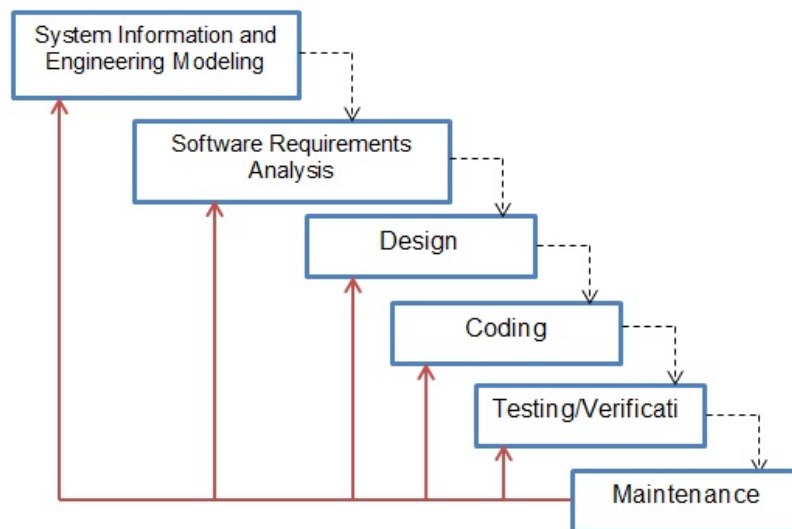 System Information and
Engineering Modeling
Software Requirements
Analysis
Design
Coding
Testing/Verificati
Maintenance